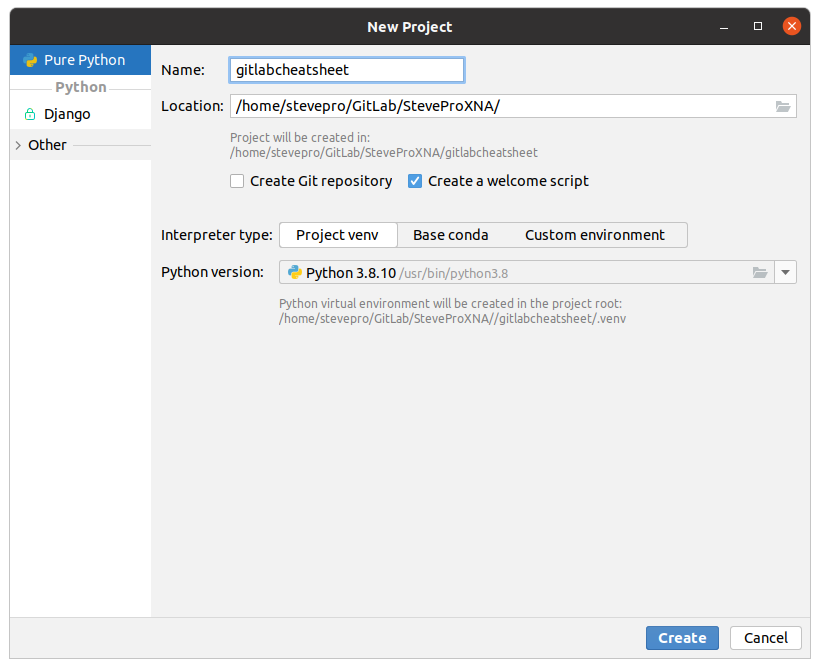 New Project
Pure Python
Python
Django
Other
Name: gitlabcheatsheet
Location: /home/stevepro/GitLab/SteveProXNA/
Project will be created in:
/home/stevepro/GitLab/SteveProXNA/gitlabcheatsheet
Create Git repository Create a welcome script
Interpreter type: Project venv Base conda Custom environment
Python version: Python 3.8.10 /usr/bin/python3.8
Python virtual environment will be created in the project root:
/home/stevepro/GitLab/SteveProXNA//gitlabcheatsheet/.venv
Create Cancel